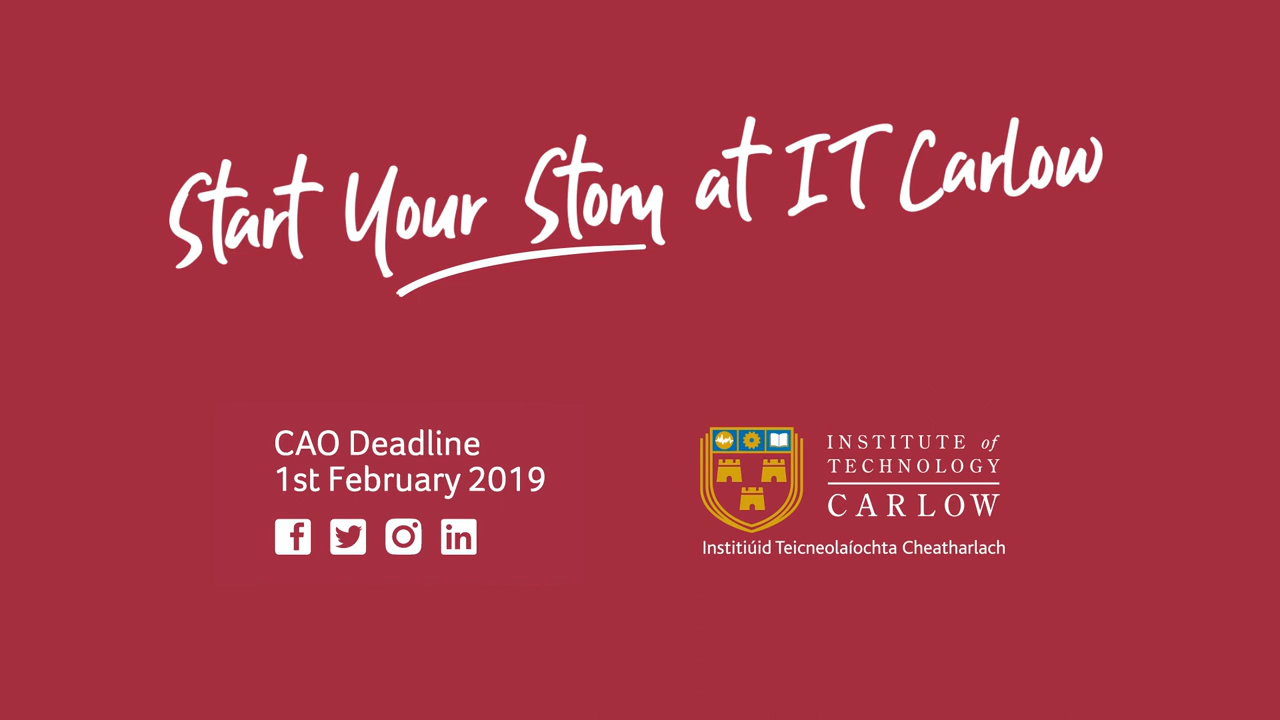 Start Your Story at IT Carlow
CAO Deadline
1st February 2019
INSTITUTE of
TECHNOLOGY
CARLOW
Institiúid Teicneolaíochta Cheatharlach